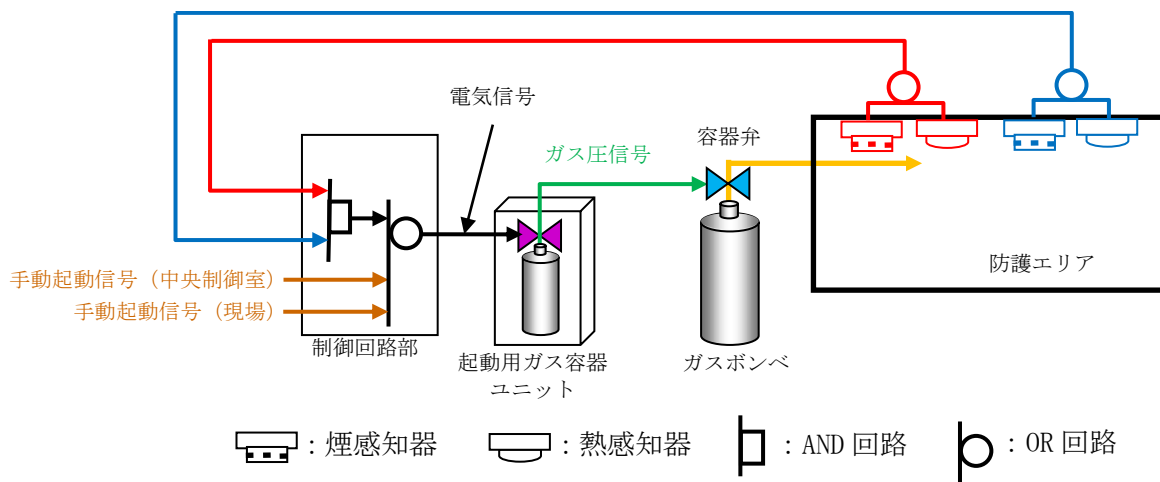 電気信号
ガス圧信号
容器弁
防護エリア
手動起動信号（中央制御室）
手動起動信号（現場）
制御回路部
起動用ガス容器
ユニット
ガスボンベ
：煙感知器
：熱感知器
：AND 回路
：OR 回路